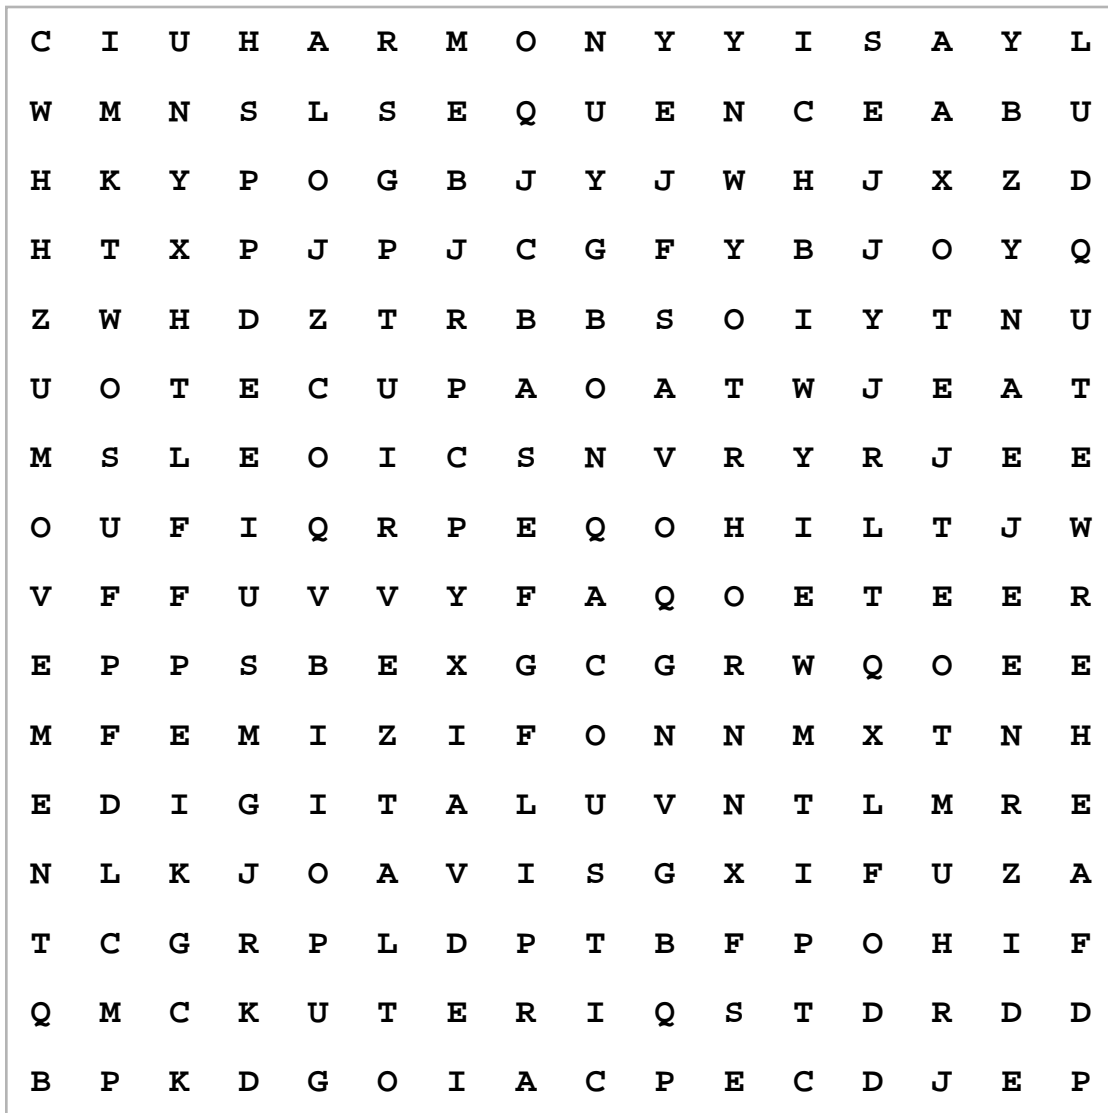 C I U H A R M O N Y Y I S A Y L
W M N S L S E Q U E N C E A B U
H K Y P O G B J Y J W H J X Z D
H T X P J P J C G F Y B J O Y Q
Z W H D Z T R B B S O I Y T N U
U O T E C U P A O A T W J E A T
M S L E O I C S N V R Y R J E E
O U F I Q R P E Q O H I L T J W
V F F U V V Y F A Q O E T E E R
E P P S B E X G C G R W Q O E E
M F E M I Z I F O N N M X T N H
E D I G I T A L U V N T L M R E
N L K J O A V I S G X I F U Z A
T C G R P L D P T B F P O H I F
Q M C K U T E R I Q S T D R D D
B P K D G O I A C P E C D J E P